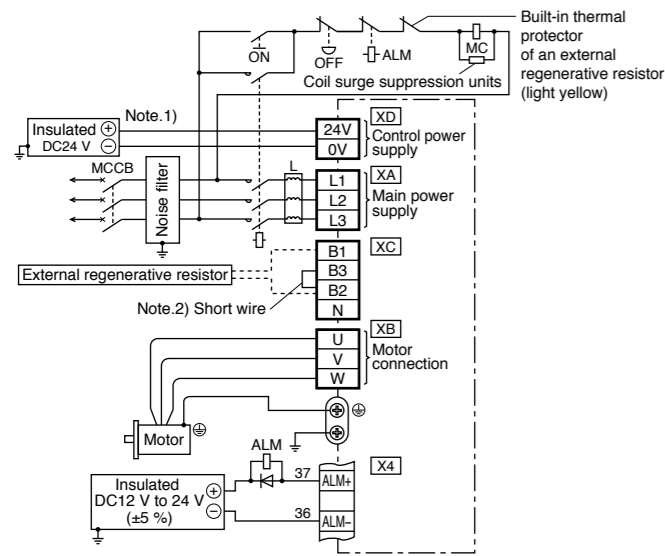 Built-in thermal
protector
of an external
regenerative resistor
(light yellow)
ON
OFF
ALM
MC
Coil surge suppression units
Note.1)
Insulated
DC24 V
24V
0V
XD
Control power
supply
MCCB
Noise filter
L
L1
L2
L3
XA
Main power
supply
External regenerative resistor
B1
B3
B2
N
XC
Note.2) Short wire
U
V
W
XB
Motor
connection
Motor
ALM
Insulated
DC12 V to 24 V
(±5 %)
37
36
ALM+
ALM−
X4